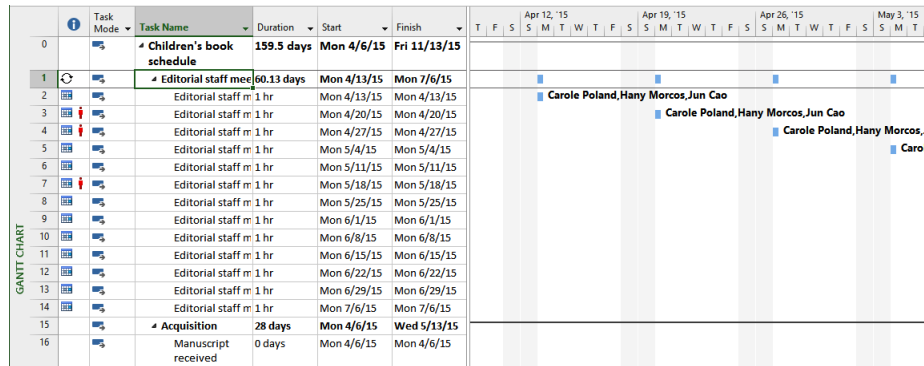 Task Mode Task Name Duration Start Finish
Apr 12, '15 Apr 19, '15 Apr 26, '15 May 3, '15
T F S S M T W T F S S M T W T F S S M T W T F S S M T
0 Children's book schedule 159.5 days Mon 4/6/15 Fri 11/13/15
1 Editorial staff mee 60.13 days Mon 4/13/15 Mon 7/6/15
2 Editorial staff m 1 hr Mon 4/13/15 Mon 4/13/15 Carole Poland,Hany Morcos,Jun Cao
3 Editorial staff m 1 hr Mon 4/20/15 Mon 4/20/15 Carole Poland,Hany Morcos,Jun Cao
4 Editorial staff m 1 hr Mon 4/27/15 Mon 4/27/15 Carole Poland,Hany Morcos,
5 Editorial staff m 1 hr Mon 5/4/15 Mon 5/4/15 Caro
6 Editorial staff m 1 hr Mon 5/11/15 Mon 5/11/15
7 Editorial staff m 1 hr Mon 5/18/15 Mon 5/18/15
8 Editorial staff m 1 hr Mon 5/25/15 Mon 5/25/15
9 Editorial staff m 1 hr Mon 6/1/15 Mon 6/1/15
10 Editorial staff m 1 hr Mon 6/8/15 Mon 6/8/15
11 Editorial staff m 1 hr Mon 6/15/15 Mon 6/15/15
12 Editorial staff m 1 hr Mon 6/22/15 Mon 6/22/15
13 Editorial staff m 1 hr Mon 6/29/15 Mon 6/29/15
14 Editorial staff m 1 hr Mon 7/6/15 Mon 7/6/15
15 Acquisition 28 days Mon 4/6/15 Wed 5/13/15
16 Manuscript received 0 days Mon 4/6/15 Mon 4/6/15
GANTT CHART